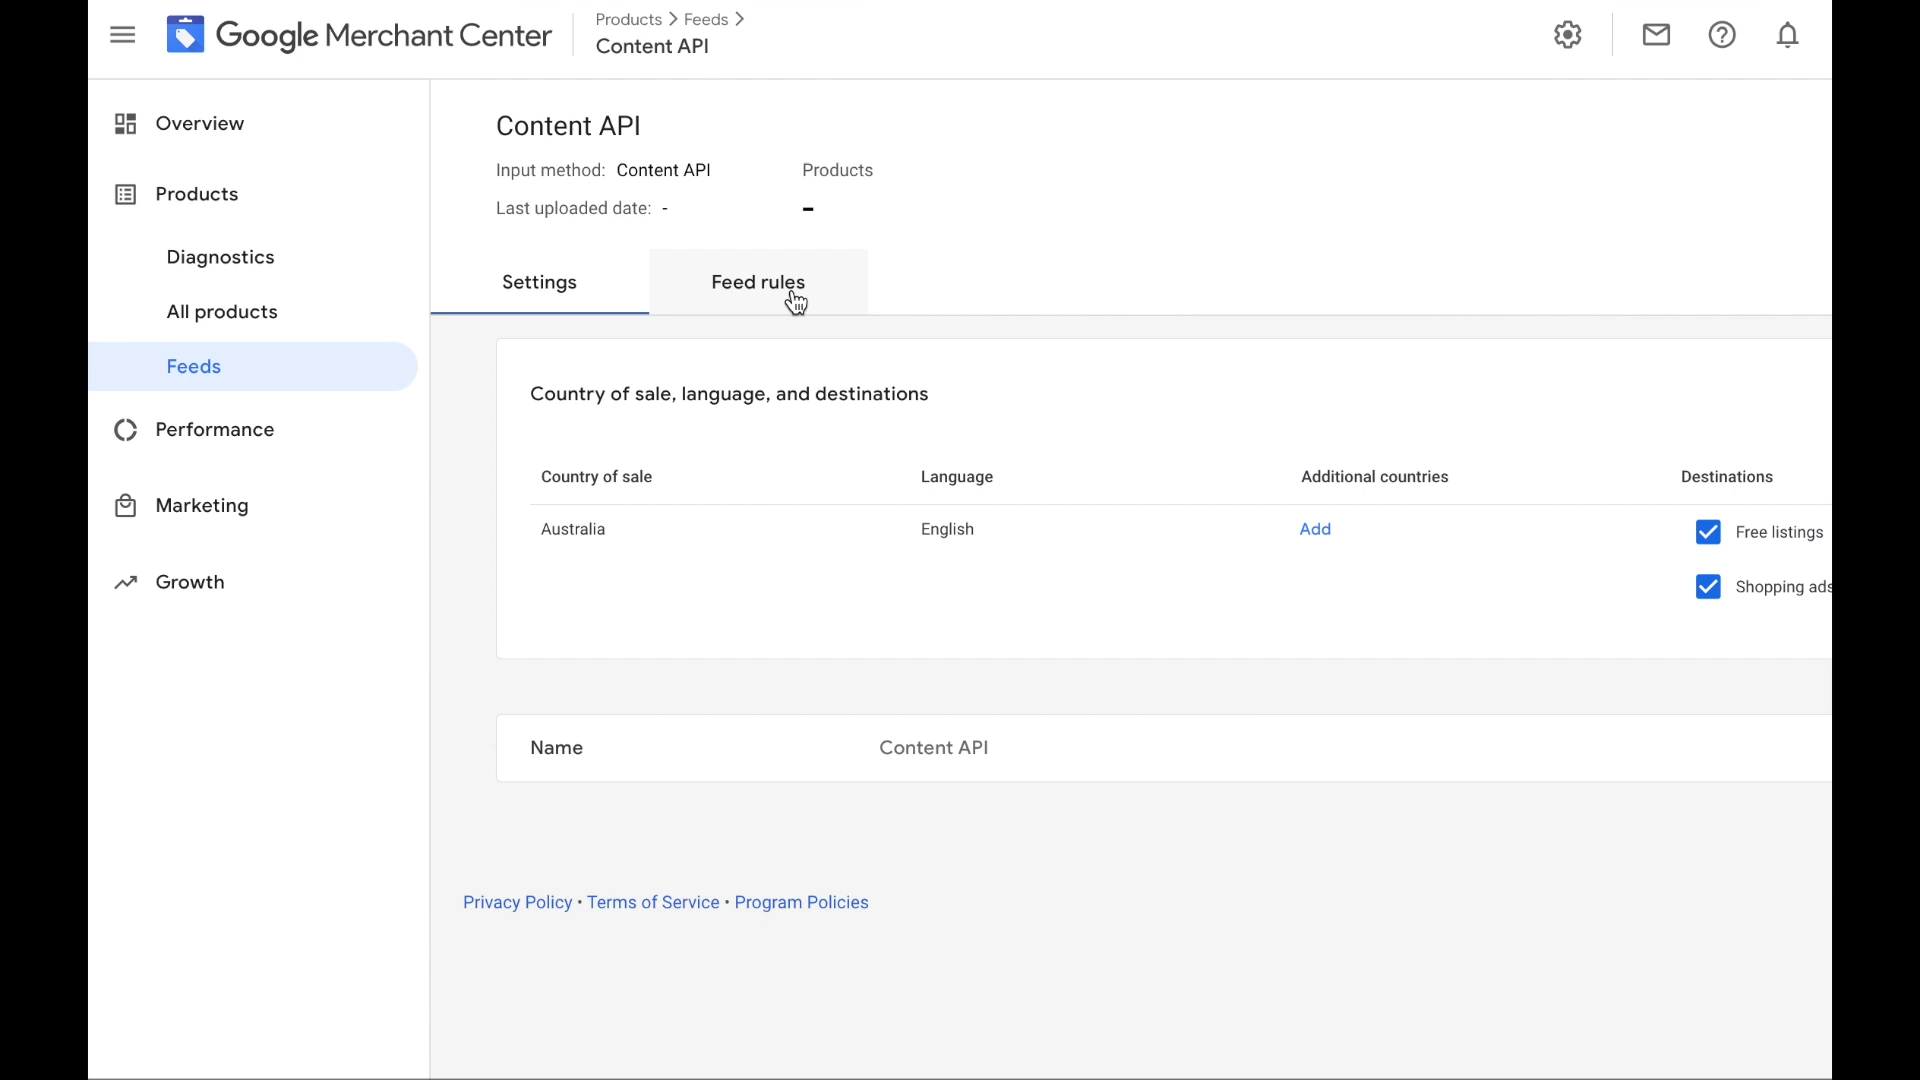 Google Merchant Center
Products > Feeds >
Content API
Overview
Products
Diagnostics
All products
Feeds
Performance
Marketing
Growth
Content API
Input method: Content API
Products
Last uploaded date: -
-
Settings
Feed rules
Country of sale, language, and destinations
Country of sale Language Additional countries Destinations
Australia English Add Free listings
Shopping ads
Name Content API
Privacy Policy • Terms of Service • Program Policies